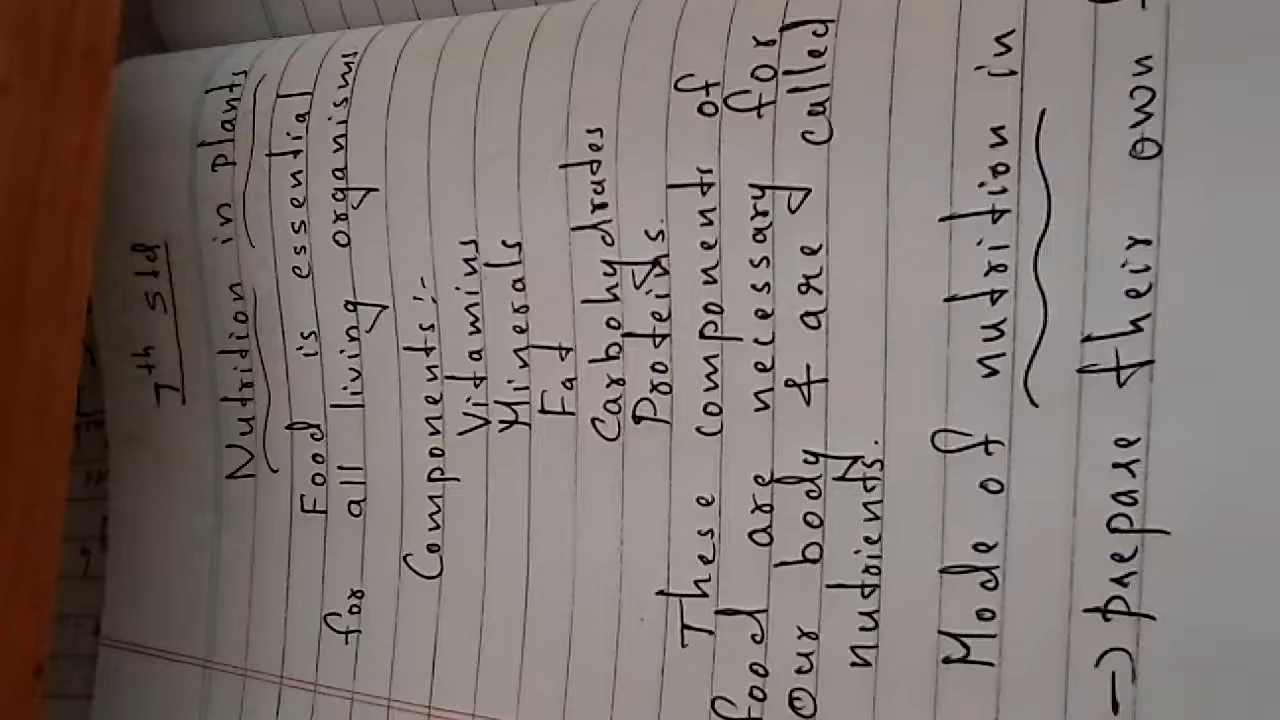 7th std
Nutrition in plants
Food is essential
for all living organisms
Components:-
Vitamins
Minerals
Fat
Carbohydrates
Proteins.
These components of
food are necessary for
our body & are called
nutrients.
Mode of nutrition in
→ prepare their own